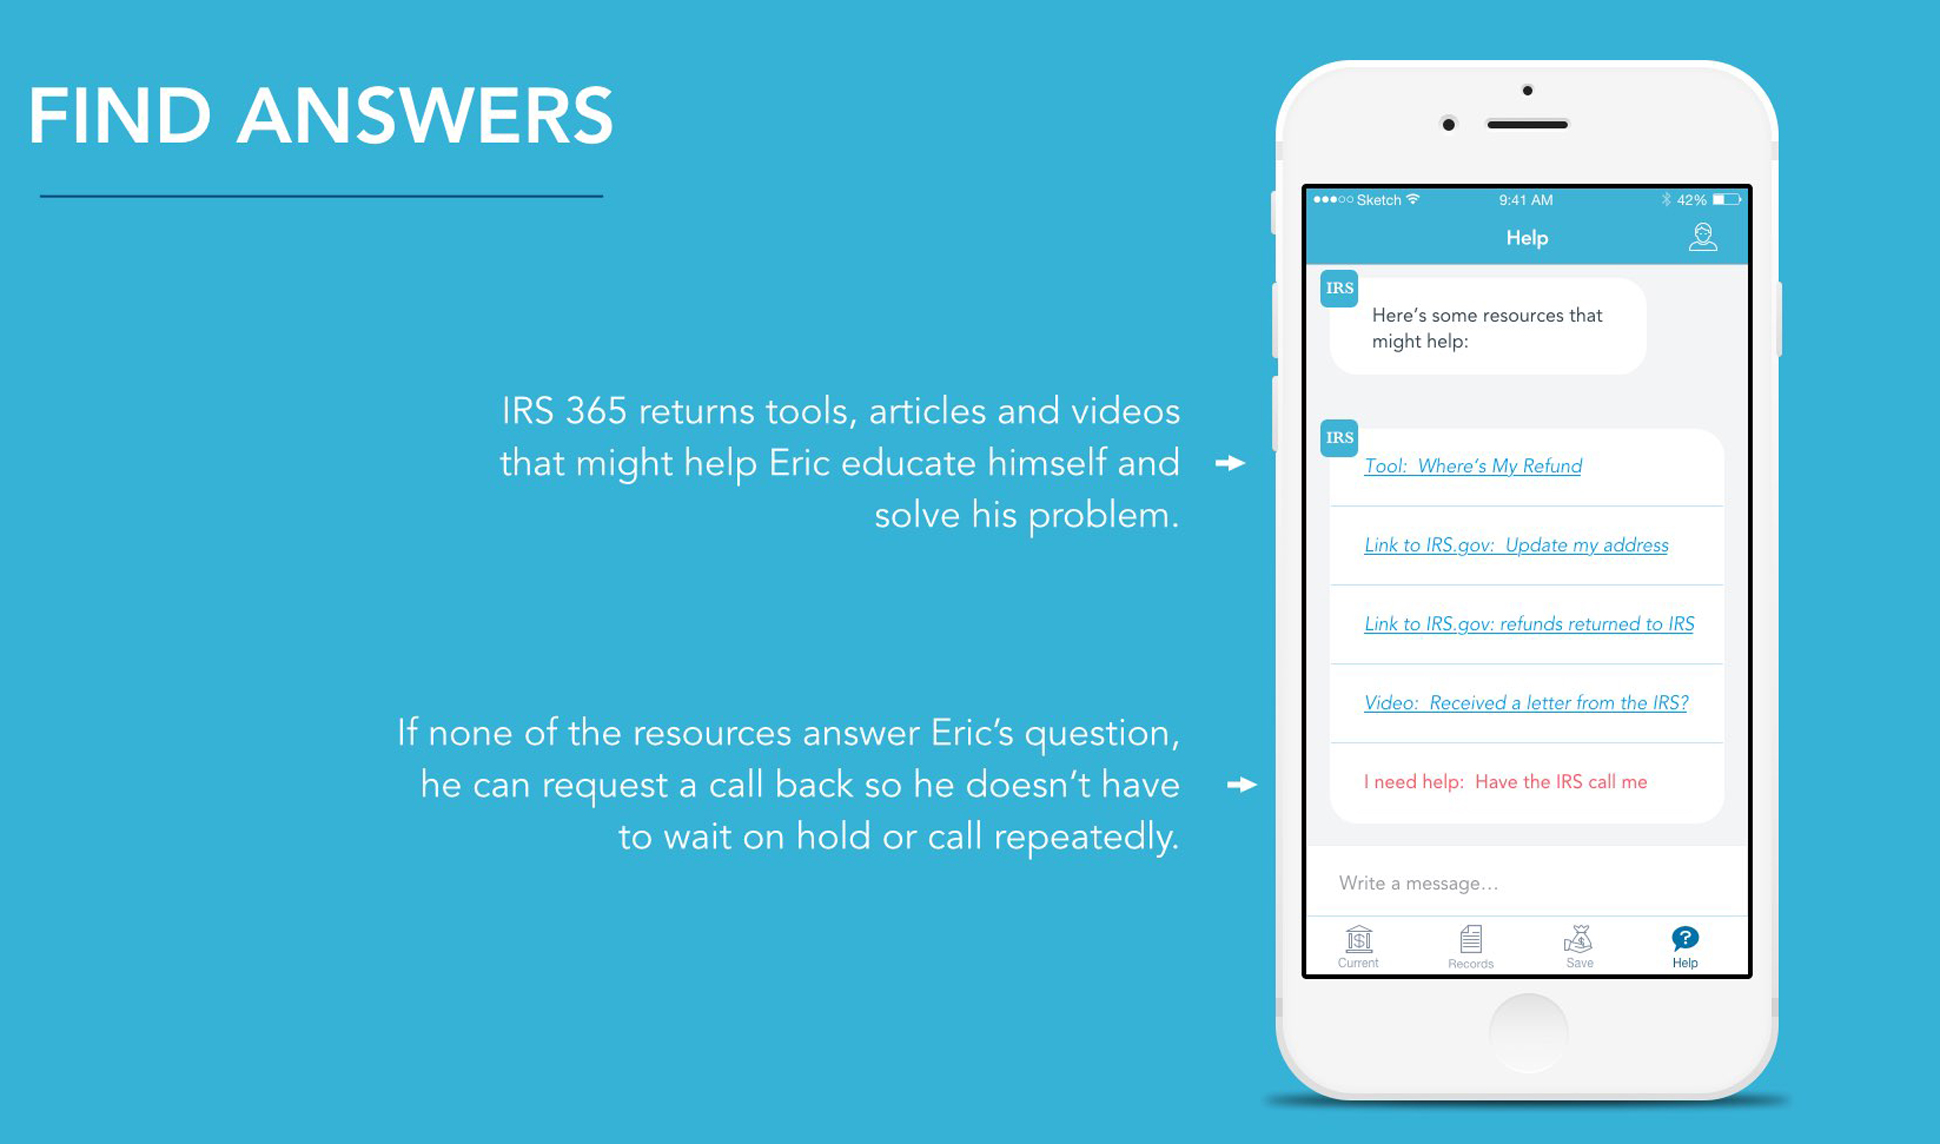 FIND ANSWERS
IRS 365 returns tools, articles and videos
that might help Eric educate himself and
solve his problem.
If none of the resources answer Eric’s question,
he can request a call back so he doesn’t have
to wait on hold or call repeatedly.
Sketch 9:41 AM 42%
Help
IRS
Here’s some resources that
might help:
IRS
Tool:  Where’s My Refund
Link to IRS.gov:  Update my address
Link to IRS.gov: refunds returned to IRS
Video:  Received a letter from the IRS?
I need help:  Have the IRS call me
Write a message...
Current Records Save Help